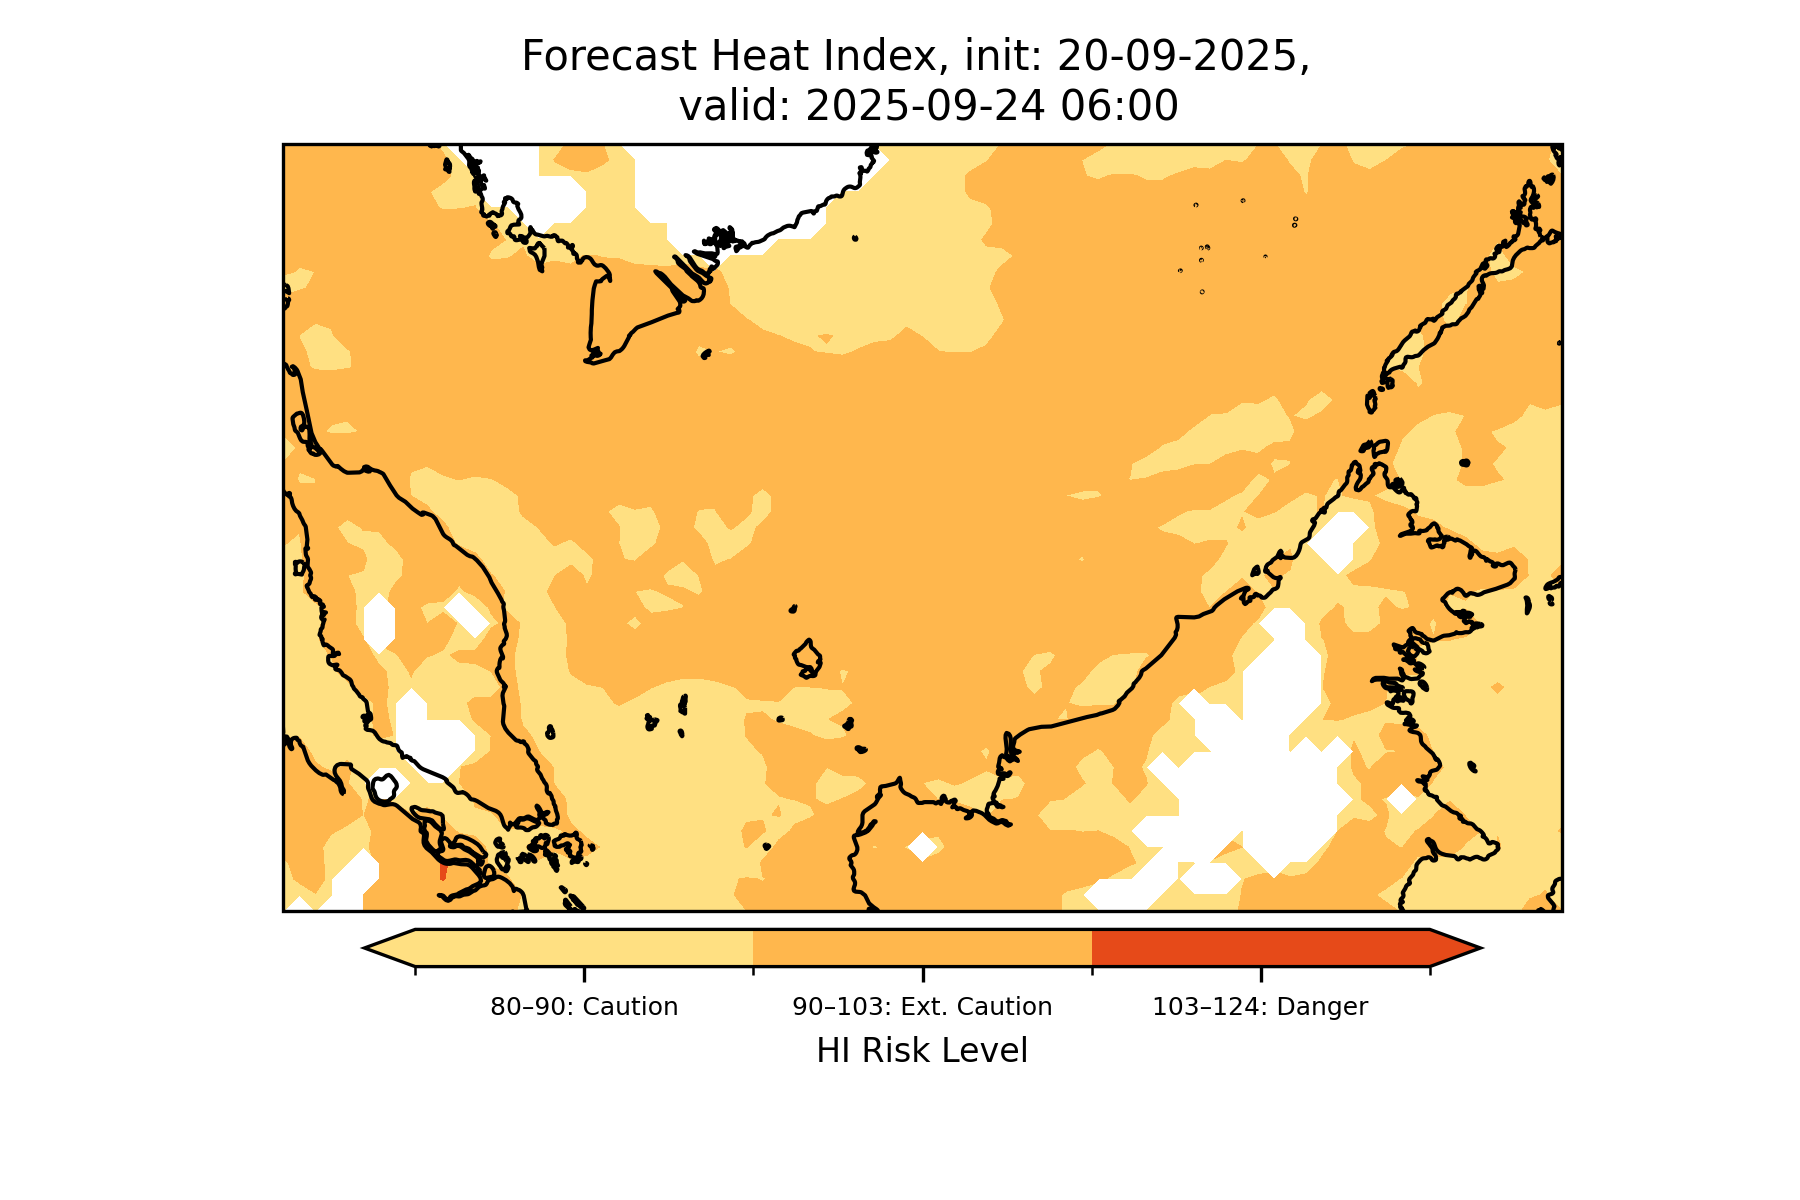 Forecast Heat Index, init: 20-09-2025,
valid: 2025-09-24 06:00
80–90: Caution
90–103: Ext. Caution
103–124: Danger
HI Risk Level